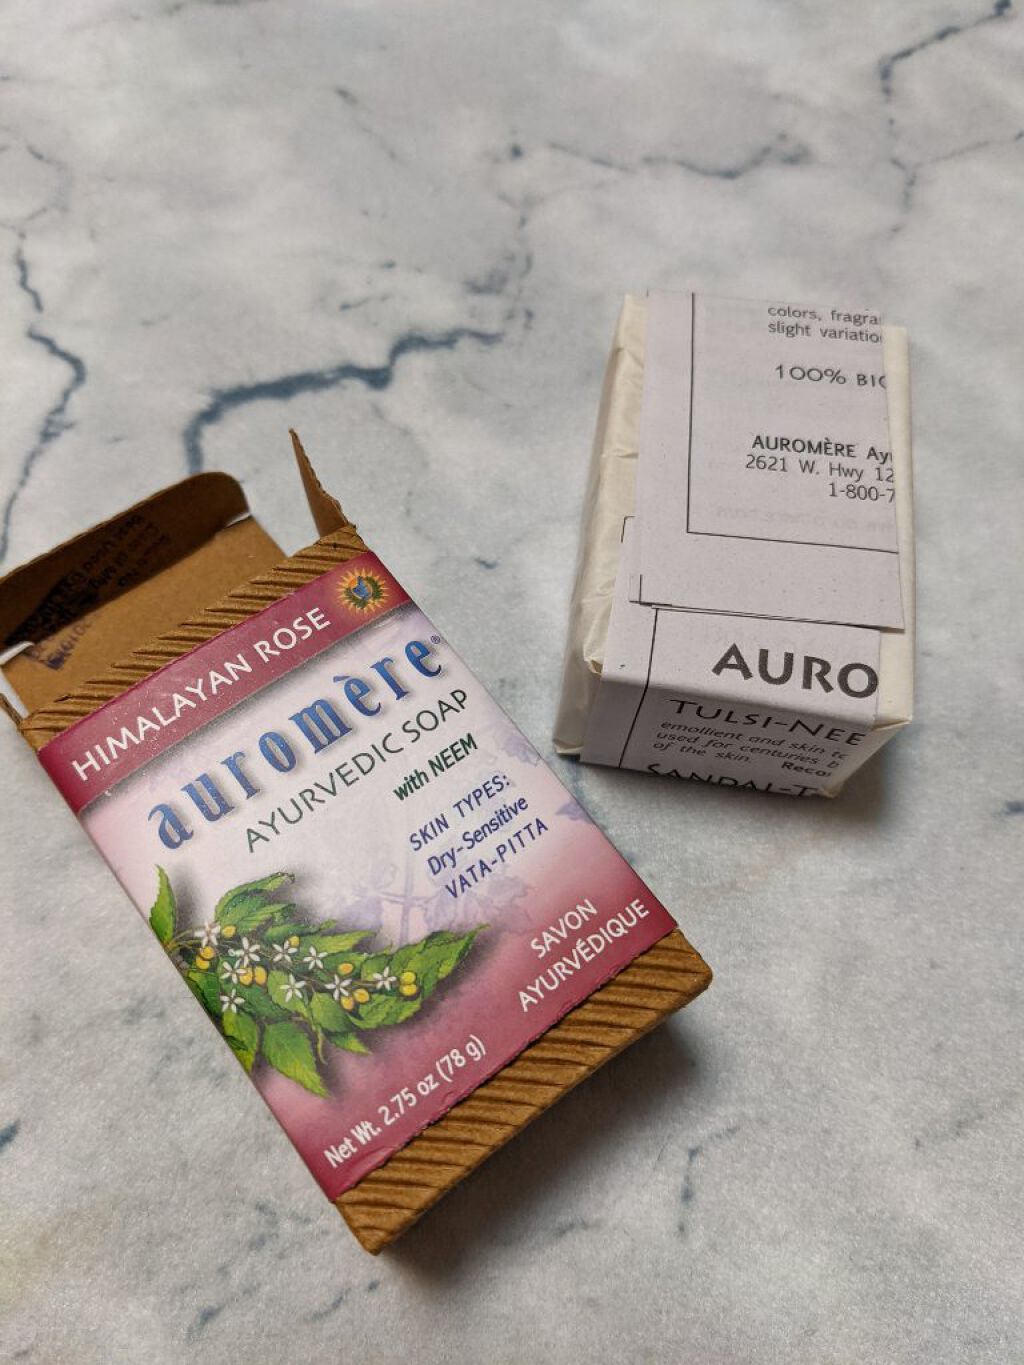 HIMALAYAN ROSE
auromère®
AYURVEDIC SOAP
with NEEM
SKIN TYPES:
Dry-Sensitive
VATA-PITTA
SAVON
AYURVÉDIQUE
Net Wt. 2.75 oz (78 g)
colors, fragra
slight variatio
100% BIO
AUROMÈRE Ay
2621 W. Hwy 12
1-800-7
AURO
TULSI-NEE
emollient and skin to
used for centuries b
of the skin. Reco
SANDAL-T